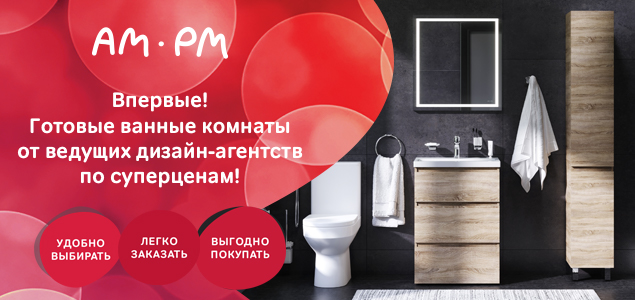 AM·PM
Впервые!
Готовые ванные комнаты
от ведущих дизайн-агентств
по суперценам!
УДОБНО
ВЫБИРАТЬ
ЛЕГКО
ЗАКАЗАТЬ
ВЫГОДНО
ПОКУПАТЬ